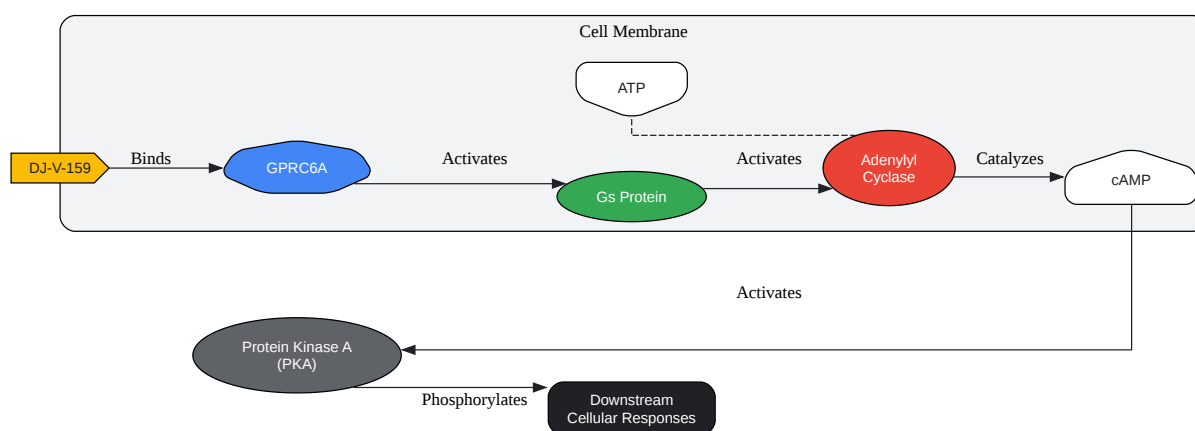 Cell Membrane
ATP
DJ-V-159
Binds
GPRC6A
Activates
Gs Protein
Activates
Adenylyl
Cyclase
Catalyzes
cAMP
Activates
Protein Kinase A
(PKA)
Phosphorylates
Downstream
Cellular Responses